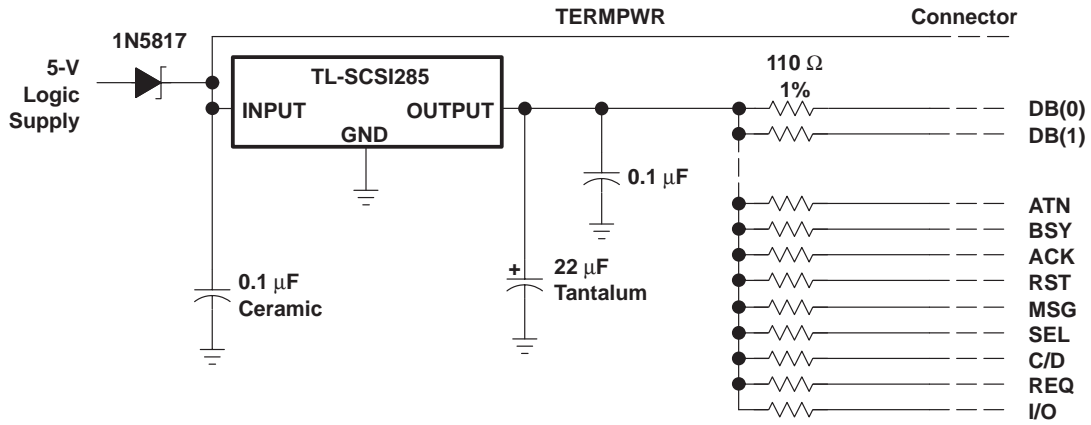 TERMPWR
Connector
1N5817
5-V
Logic
Supply
TL-SCSI285
INPUT
OUTPUT
GND
110 Ω
1%
DB(0)
DB(1)
0.1 µF
ATN
BSY
ACK
RST
MSG
SEL
C/D
REQ
I/O
0.1 µF
Ceramic
+
22 µF
Tantalum